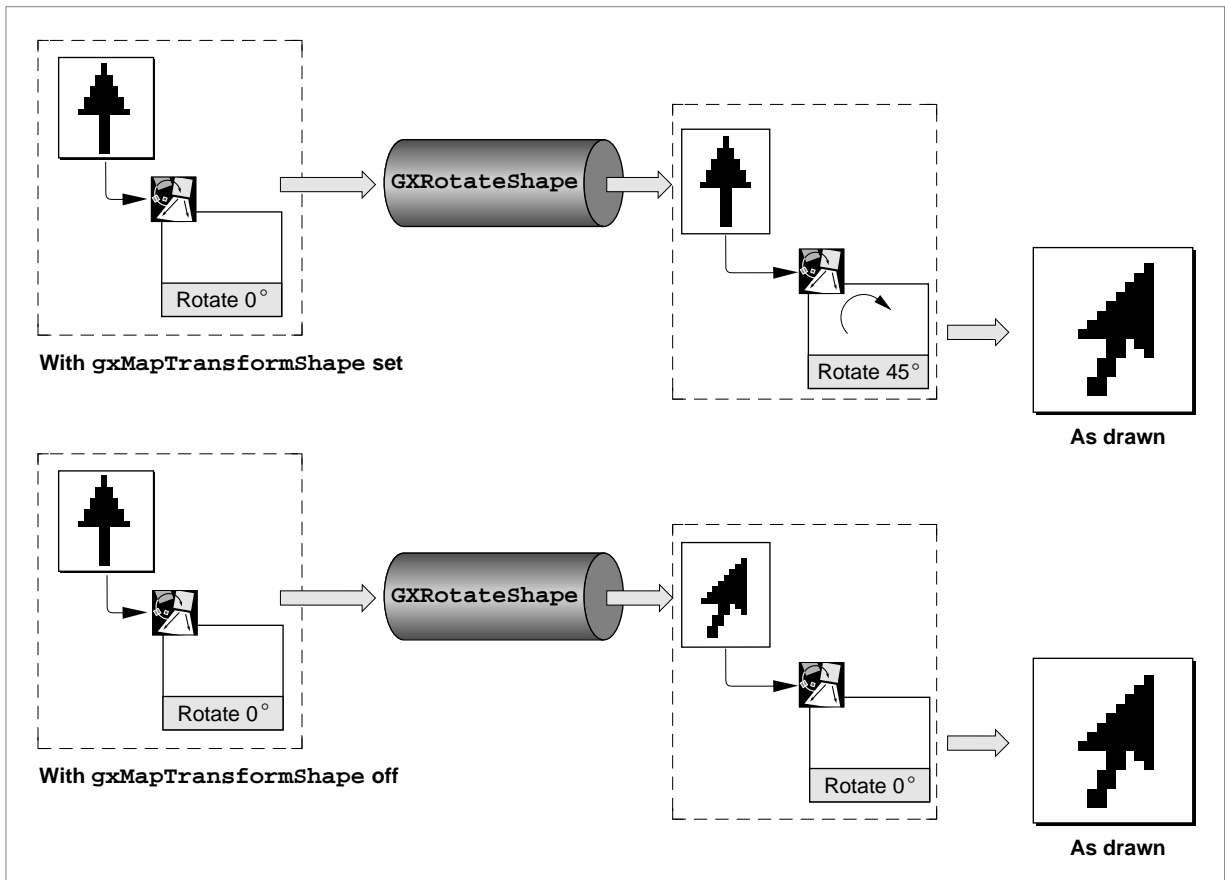 GXRotateShape
Rotate 0°
Rotate 45°
With gxMapTransformShape set
As drawn
GXRotateShape
Rotate 0°
Rotate 0°
With gxMapTransformShape off
As drawn